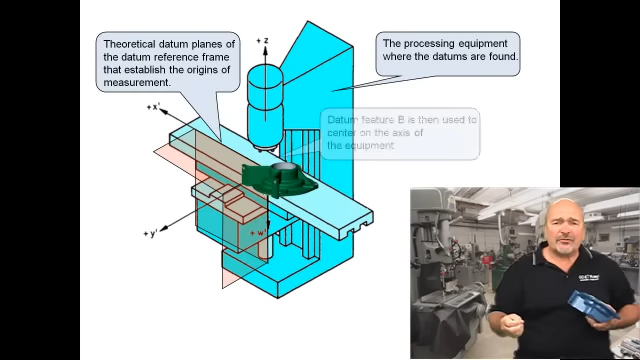 Theoretical datum planes of
the datum reference frame
that establish the origins of
measurement.
The processing equipment
where the datums are found.
Datum feature B is then used to
center on the axis of
the equipment
+ z
+ x'
+ y'
+ w'